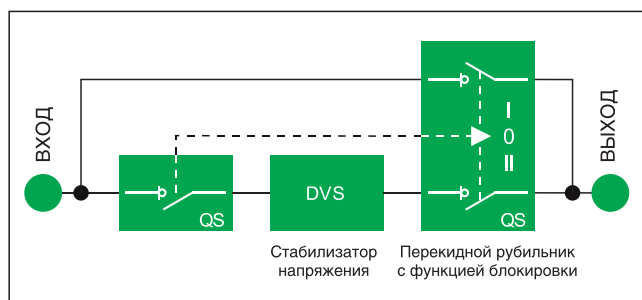 ВХОД
I
0
II
ВЫХОД
QS
DVS
QS
Стабилизатор
напряжения
Перекидной рубильник
с функцией блокировки